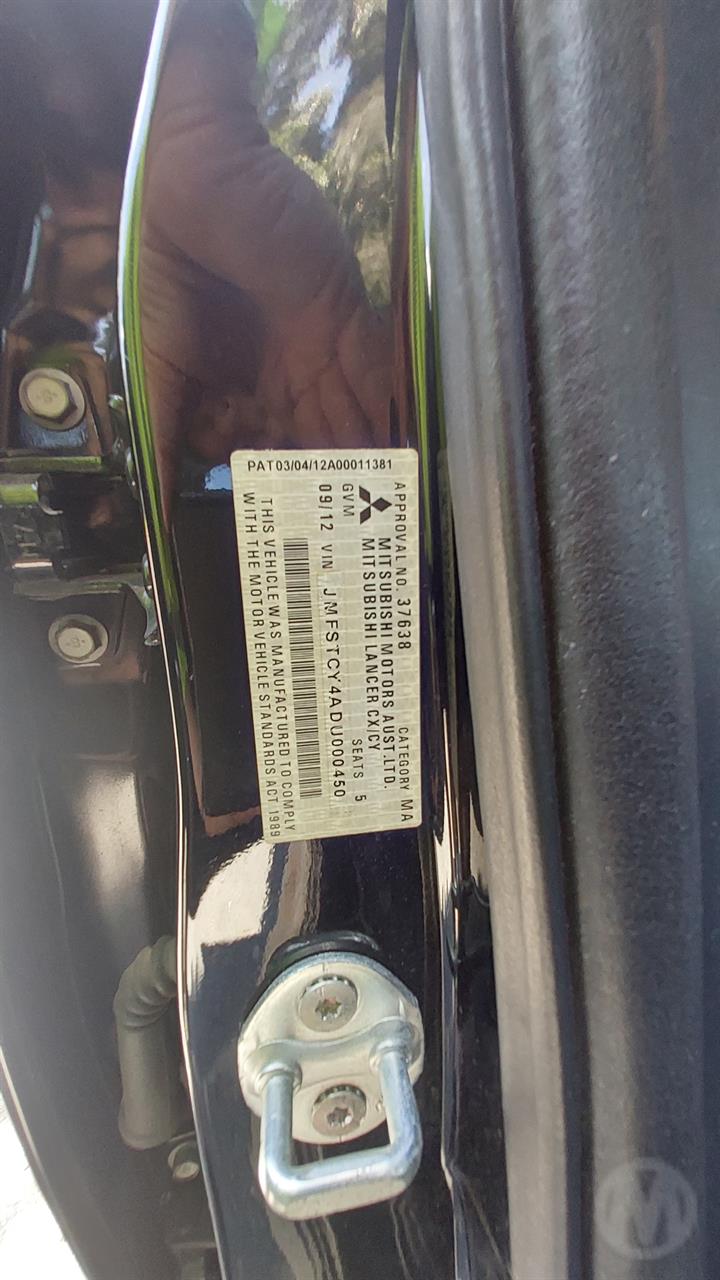 APPROVAL NO. 37638 CATEGORY MA
MITSUBISHI MOTORS AUST.LTD.
MITSUBISHI LANCER CX/CY
GVM SEATS 5
09/12 VIN JMFSTCY4ADU000450
THIS VEHICLE WAS MANUFACTURED TO COMPLY
WITH THE MOTOR VEHICLE STANDARDS ACT 1989
PAT03/04/12A00011381
M